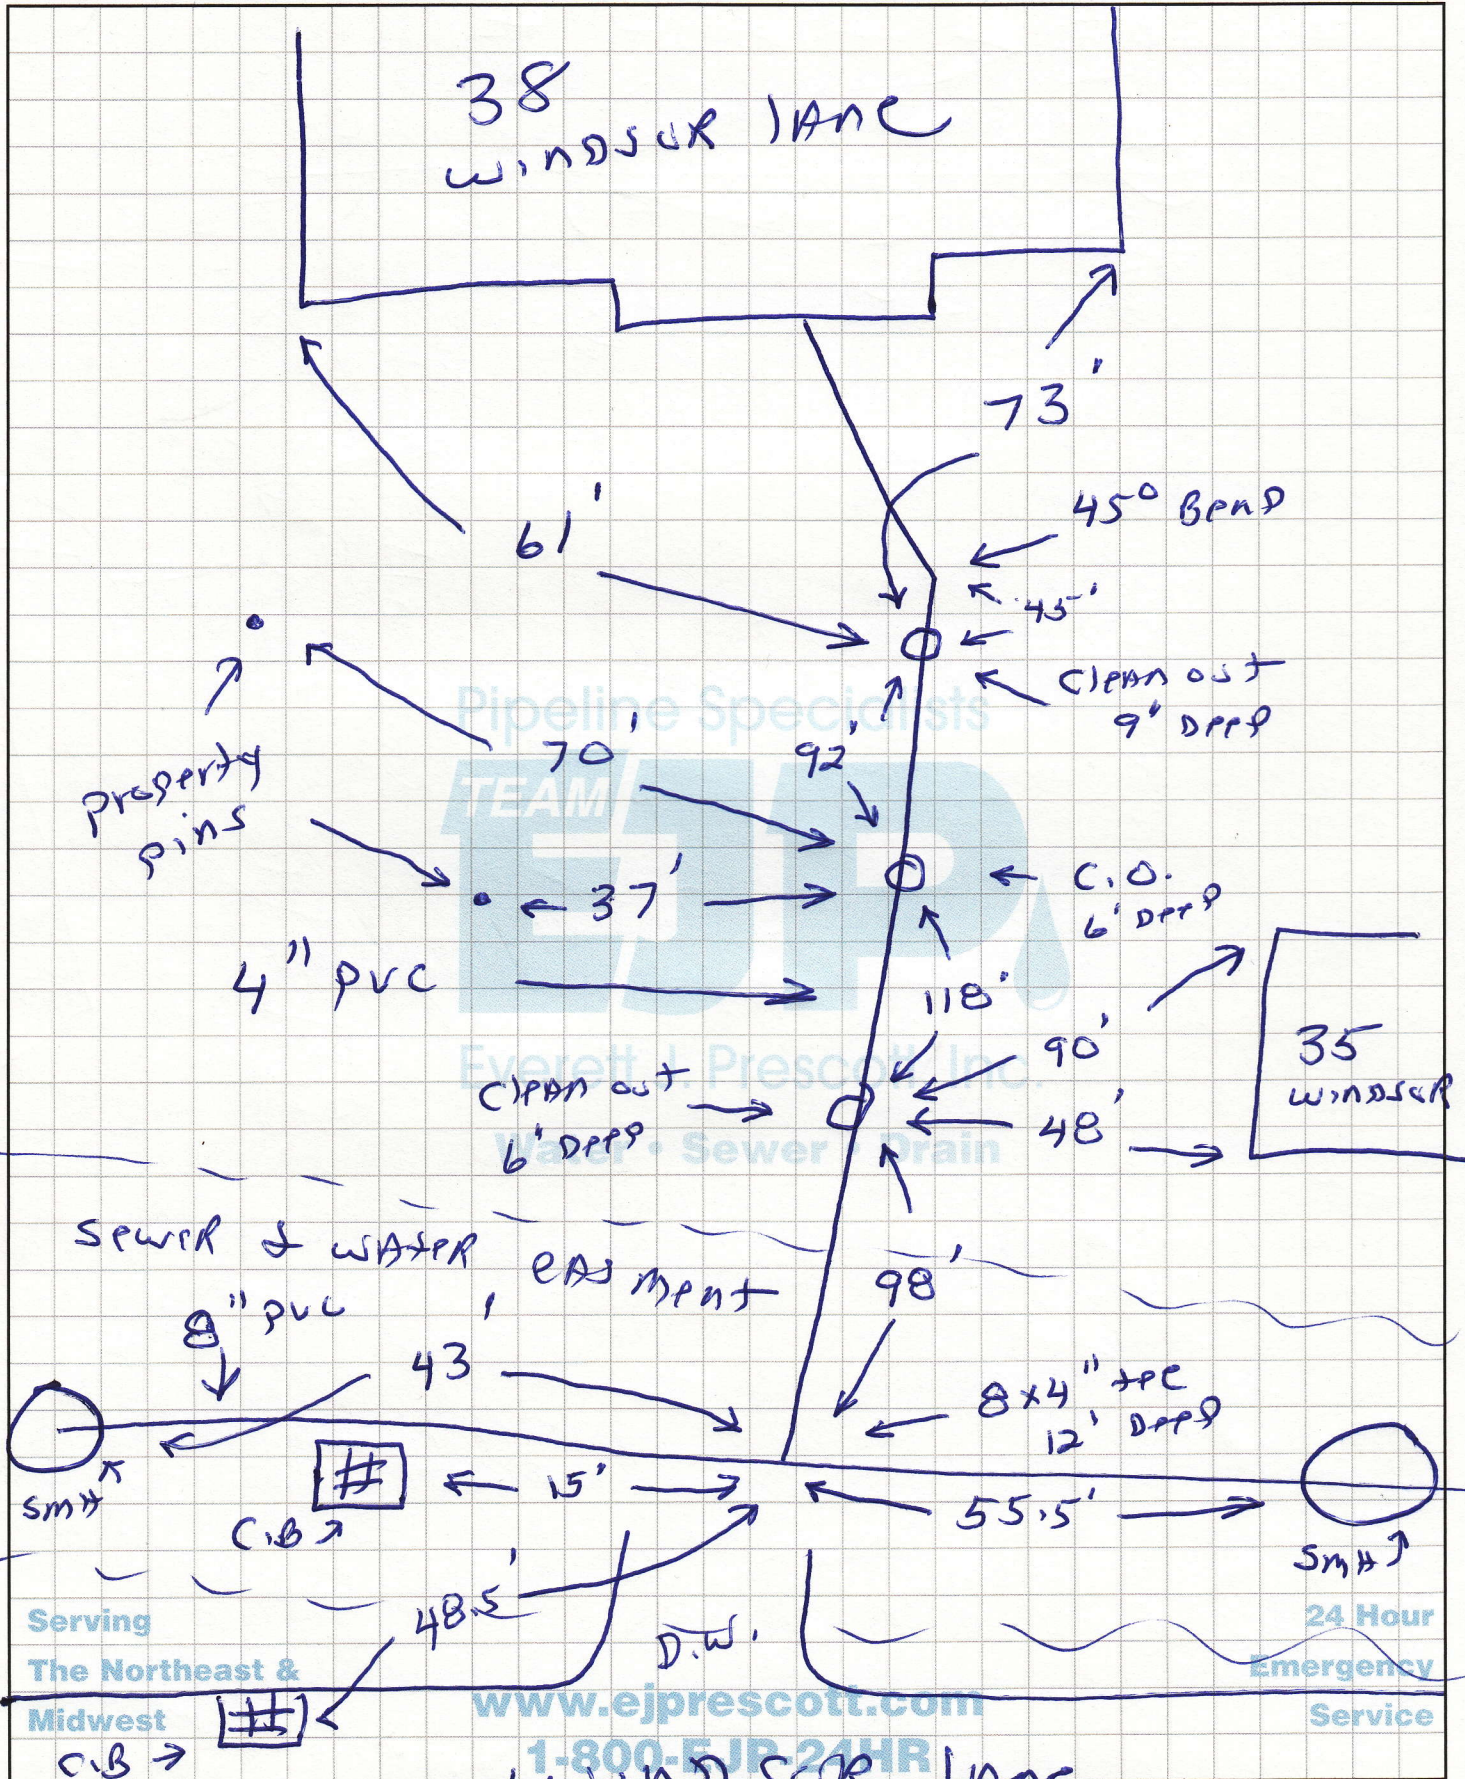 38
WINDSOR LANE
73'
45° BEND
61'
45'
Clean out
9' Deep
Pipeline Specialists
70'
92'
property
pins
TEAM
EJP
37'
C.O.
6' Deep
4" PVC
118'
90'
35
WINDSOR
Everett J. Prescott, Inc.
Clean out
6' Deep
48'
Water • Sewer • Drain
Sewer & Water easment
98'
8" PVC
43'
8x4" tee
12' Deep
SMH
15'
55.5'
C.B
SMH
48.5'
D.W.
Serving
The Northeast &
Midwest
24 Hour
Emergency
Service
www.ejprescott.com
C.B
1-800-EJP-24HR
WINDSOR lane